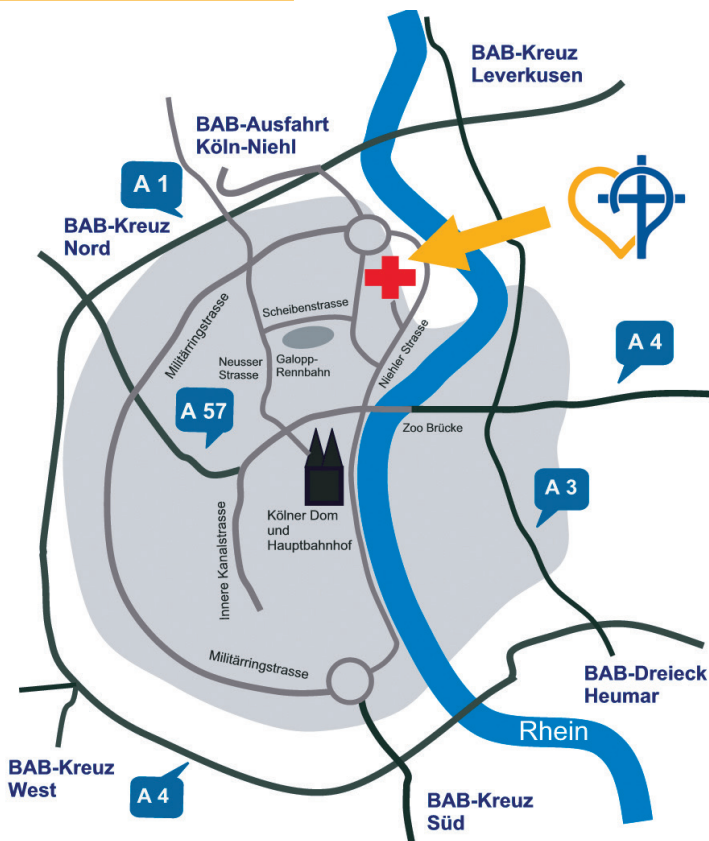 BAB-Kreuz
Leverkusen
BAB-Ausfahrt
Köln-Niehl
A 1
BAB-Kreuz
Nord
Militärringstrasse
Scheibenstrasse
Neusser
Strasse
Galopp-
Rennbahn
Niehler Strasse
A 4
A 57
Zoo Brücke
A 3
Kölner Dom
und
Hauptbahnhof
Innere Kanalstrasse
Militärringstrasse
BAB-Dreieck
Heumar
Rhein
BAB-Kreuz
West
A 4
BAB-Kreuz
Süd